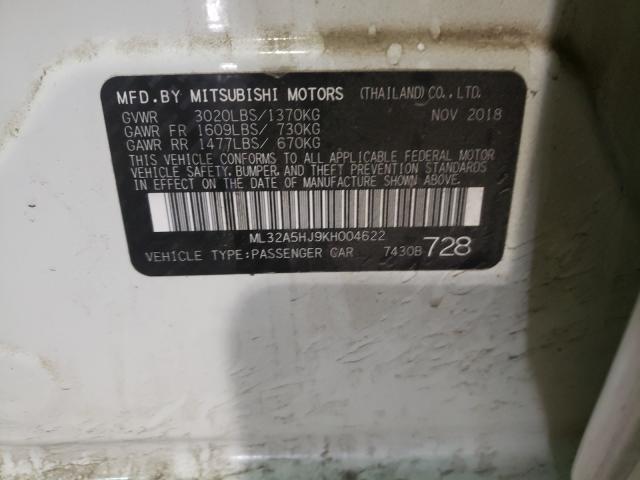 MFD.BY MITSUBISHI MOTORS (THAILAND) CO., LTD.
GVWR 3020LBS/1370KG NOV 2018
GAWR FR 1609LBS/ 730KG
GAWR RR 1477LBS/ 670KG
THIS VEHICLE CONFORMS TO ALL APPLICABLE FEDERAL MOTOR
VEHICLE SAFETY, BUMPER, AND THEFT PREVENTION STANDARDS
IN EFFECT ON THE DATE OF MANUFACTURE SHOWN ABOVE.
ML32A5HJ9KH004622
VEHICLE TYPE:PASSENGER CAR 7430B 728